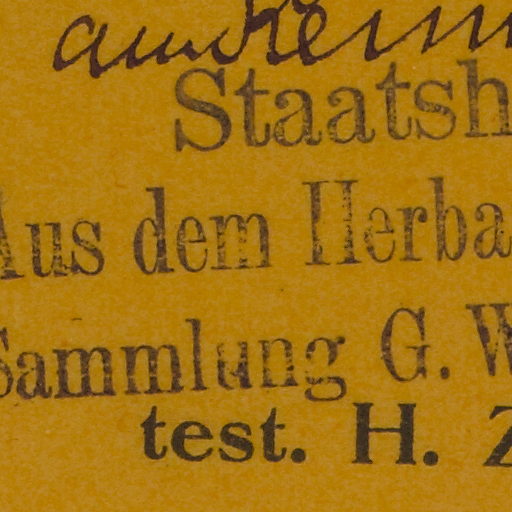 Staatsh
Aus dem Herba
Sammlung G. W
test. H. Z